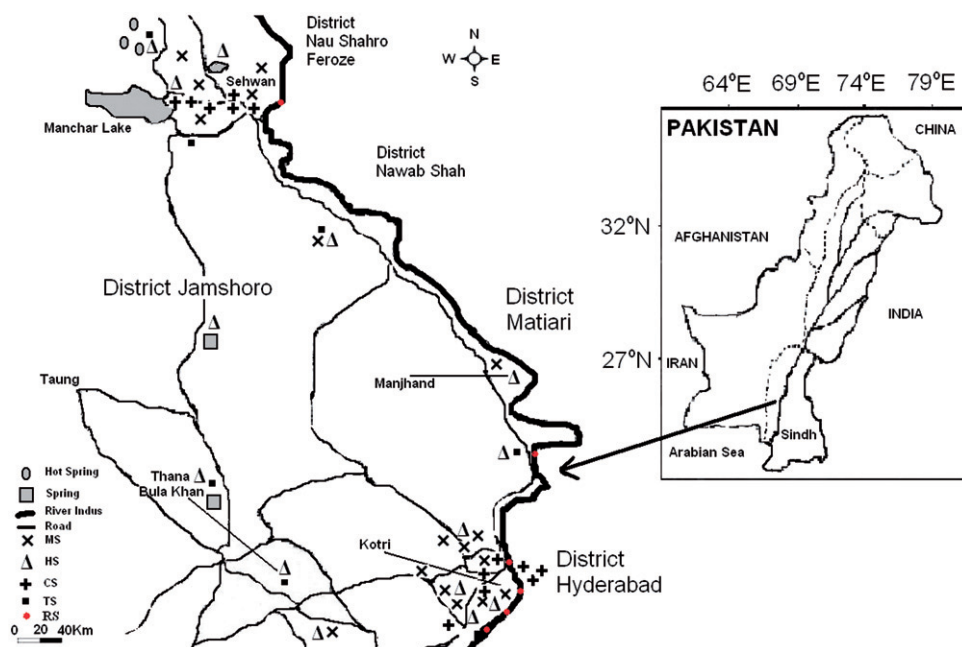 District
Nau Shahro
Feroze
N
W E
S
Sehwan
Manchar Lake
District
Nawab Shah
District Jamshoro
District
Matiari
Manjhand
Taung
Thana
Bula Khan
Kotri
District
Hyderabad
Hot Spring
Spring
River Indus
Road
MS
HS
CS
TS
RS
0 20 40Km
64°E 69°E 74°E 79°E
PAKISTAN
CHINA
32°N
AFGHANISTAN
INDIA
27°N
IRAN
Sindh
Arabian Sea